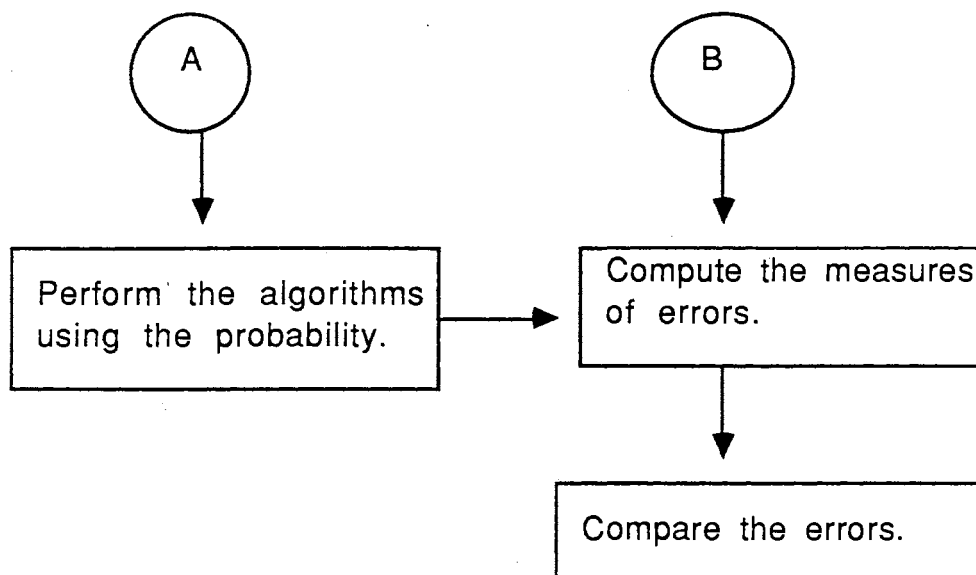 A
B
Perform the algorithms
using the probability.
Compute the measures
of errors.
Compare the errors.